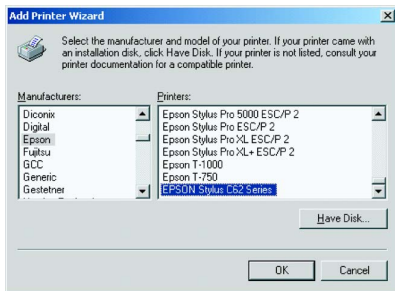 Add Printer Wizard
Select the manufacturer and model of your printer. If your printer came with
an installation disk, click Have Disk. If your printer is not listed, consult your
printer documentation for a compatible printer.
Manufacturers:
Diconix
Digital
Epson
Fujitsu
GCC
Generic
Gestetner
Printers:
Epson Stylus Pro 5000 ESC/P 2
Epson Stylus Pro ESC/P 2
Epson Stylus Pro XL ESC/P 2
Epson Stylus Pro XL+ ESC/P 2
Epson T-1000
Epson T-750
EPSON Stylus C62 Series
Have Disk...
OK
Cancel